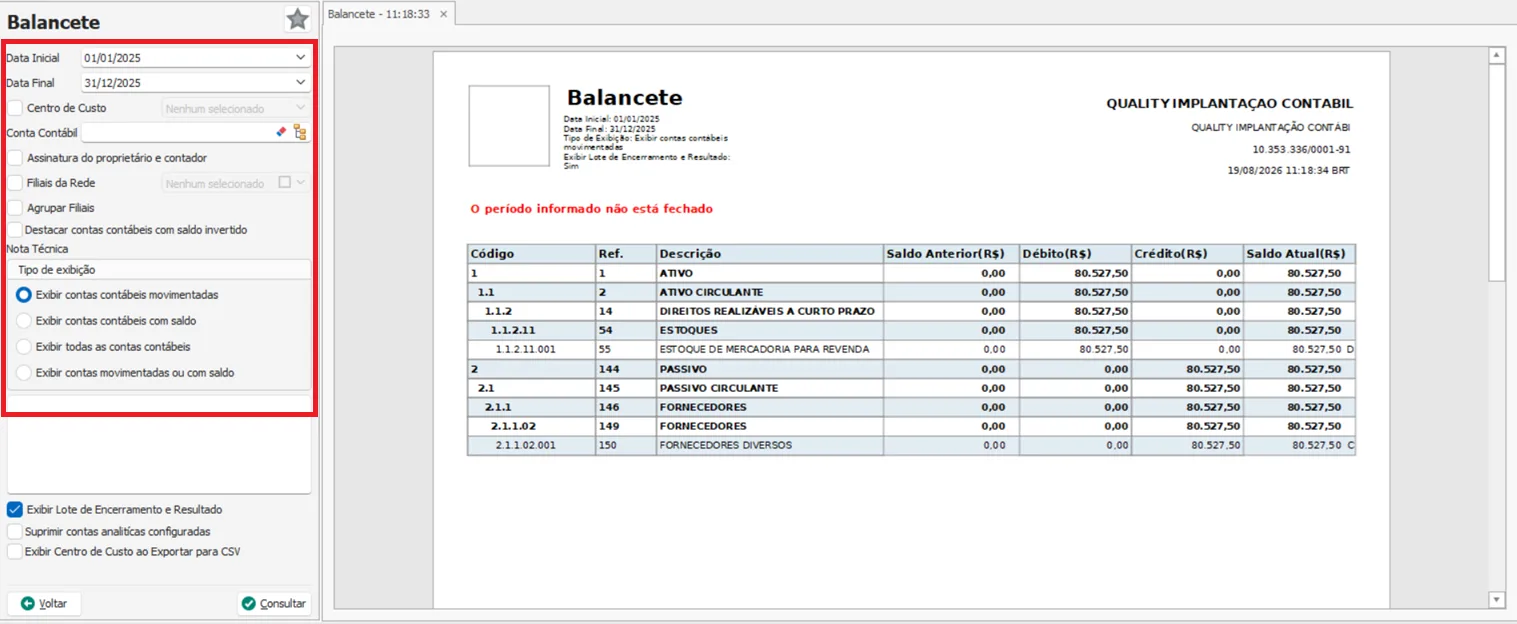 Balancete
Data Inicial 01/01/2025
Data Final 31/12/2025
Centro de Custo Nenhum selecionado
Conta Contábil
Assinatura do proprietário e contador
Filiais da Rede Nenhum selecionado
Agrupar Filiais
Destacar contas contábeis com saldo invertido
Nota Técnica
Tipo de exibição
Exibir contas contábeis movimentadas
Exibir contas contábeis com saldo
Exibir todas as contas contábeis
Exibir contas movimentadas ou com saldo
Exibir Lote de Encerramento e Resultado
Suprimir contas analitícas configuradas
Exibir Centro de Custo ao Exportar para CSV
Voltar Consultar
Balancete - 11:18:33
Balancete
Data Inicial: 01/01/2025
Data Final: 31/12/2025
Tipo de Exibição: Exibir contas contábeis
movimentadas
Exibir Lote de Encerramento e Resultado:
Sim
QUALITY IMPLANTAÇAO CONTABIL
QUALITY IMPLANTAÇÃO CONTÁBI
10.353.336/0001-91
19/08/2026 11:18:34 BRT
O período informado não está fechado
Código Ref. Descrição Saldo Anterior(R$) Débito(R$) Crédito(R$) Saldo Atual(R$)
1 1 ATIVO 0,00 80.527,50 0,00 80.527,50
1.1 2 ATIVO CIRCULANTE 0,00 80.527,50 0,00 80.527,50
1.1.2 14 DIREITOS REALIZÁVEIS A CURTO PRAZO 0,00 80.527,50 0,00 80.527,50
1.1.2.11 54 ESTOQUES 0,00 80.527,50 0,00 80.527,50
1.1.2.11.001 55 ESTOQUE DE MERCADORIA PARA REVENDA 0,00 80.527,50 0,00 80.527,50 D
2 144 PASSIVO 0,00 0,00 80.527,50 80.527,50
2.1 145 PASSIVO CIRCULANTE 0,00 0,00 80.527,50 80.527,50
2.1.1 146 FORNECEDORES 0,00 0,00 80.527,50 80.527,50
2.1.1.02 149 FORNECEDORES 0,00 0,00 80.527,50 80.527,50
2.1.1.02.001 150 FORNECEDORES DIVERSOS 0,00 0,00 80.527,50 80.527,50 C